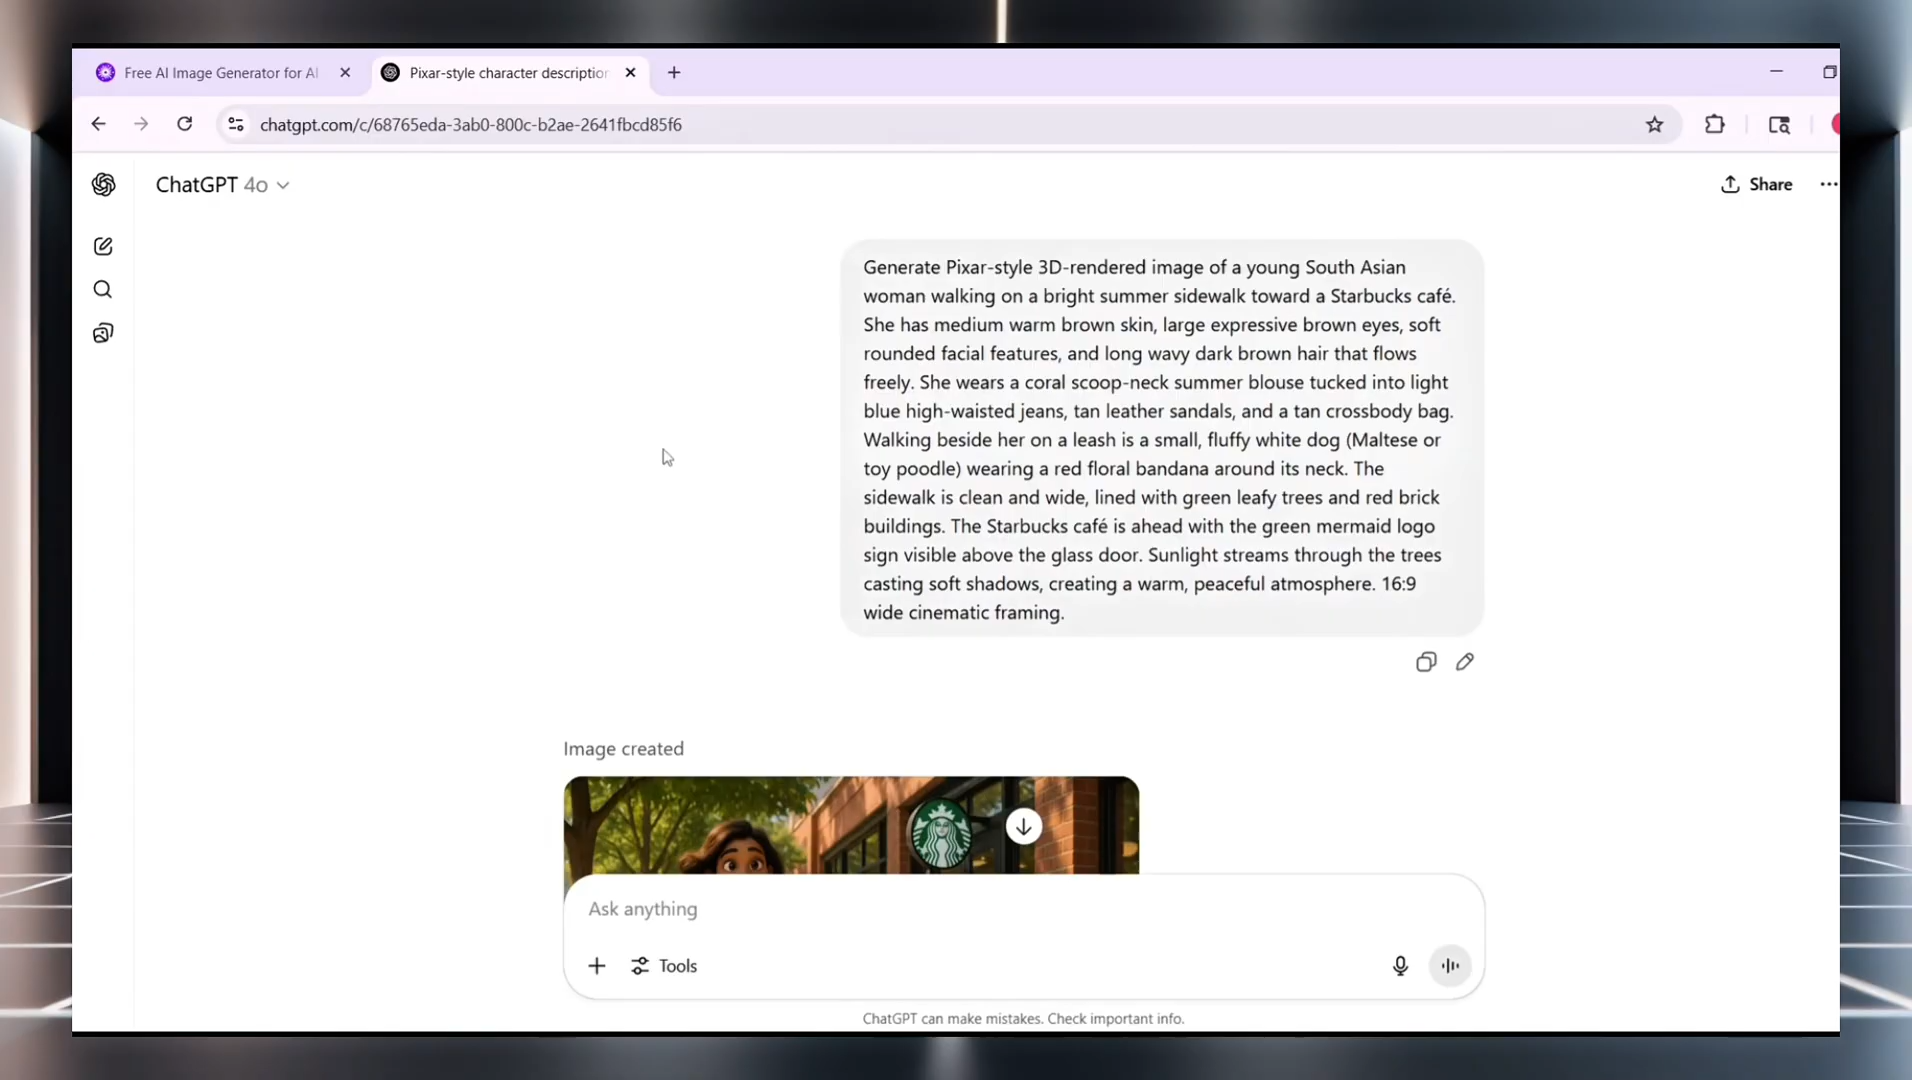 Free AI Image Generator for AI
Pixar-style character description
chatgpt.com/c/68765eda-3ab0-800c-b2ae-2641fbcd85f6
ChatGPT 4o
Share
Generate Pixar-style 3D-rendered image of a young South Asian
woman walking on a bright summer sidewalk toward a Starbucks café.
She has medium warm brown skin, large expressive brown eyes, soft
rounded facial features, and long wavy dark brown hair that flows
freely. She wears a coral scoop-neck summer blouse tucked into light
blue high-waisted jeans, tan leather sandals, and a tan crossbody bag.
Walking beside her on a leash is a small, fluffy white dog (Maltese or
toy poodle) wearing a red floral bandana around its neck. The
sidewalk is clean and wide, lined with green leafy trees and red brick
buildings. The Starbucks café is ahead with the green mermaid logo
sign visible above the glass door. Sunlight streams through the trees
casting soft shadows, creating a warm, peaceful atmosphere. 16:9
wide cinematic framing.
Image created
Ask anything
Tools
ChatGPT can make mistakes. Check important info.